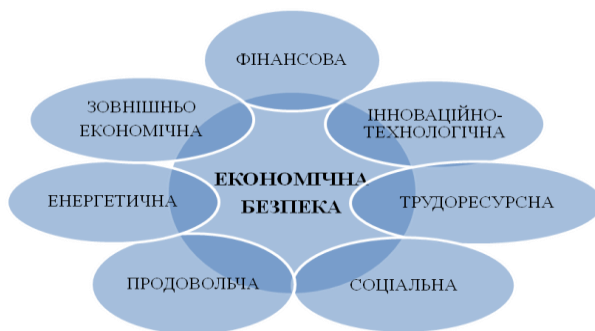 ФІНАНСОВА
ЗОВНІШНЬО
ЕКОНОМІЧНА
ІННОВАЦІЙНО-
ТЕХНОЛОГІЧНА
ЕКОНОМІЧНА
БЕЗПЕКА
ЕНЕРГЕТИЧНА
ТРУДОРЕСУРСНА
ПРОДОВОЛЬЧА
СОЦІАЛЬНА